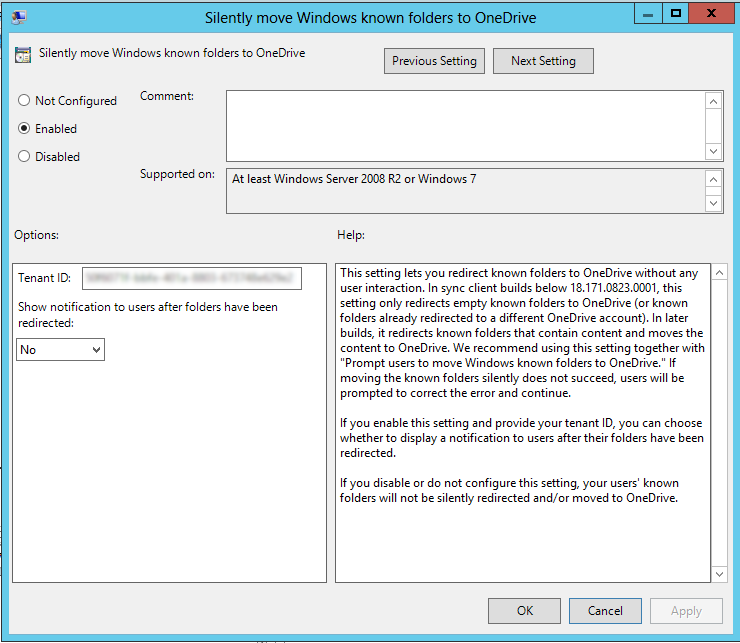 Silently move Windows known folders to OneDrive
Silently move Windows known folders to OneDrive
Previous Setting
Next Setting
Not Configured
Enabled
Disabled
Comment:
Supported on:
At least Windows Server 2008 R2 or Windows 7
Options:
Help:
Tenant ID:
Show notification to users after folders have been
redirected:
No
This setting lets you redirect known folders to OneDrive without any
user interaction. In sync client builds below 18.171.0823.0001, this
setting only redirects empty known folders to OneDrive (or known
folders already redirected to a different OneDrive account). In later
builds, it redirects known folders that contain content and moves the
content to OneDrive. We recommend using this setting together with
"Prompt users to move Windows known folders to OneDrive." If
moving the known folders silently does not succeed, users will be
prompted to correct the error and continue.
If you enable this setting and provide your tenant ID, you can choose
whether to display a notification to users after their folders have been
redirected.
If you disable or do not configure this setting, your users' known
folders will not be silently redirected and/or moved to OneDrive.
OK
Cancel
Apply